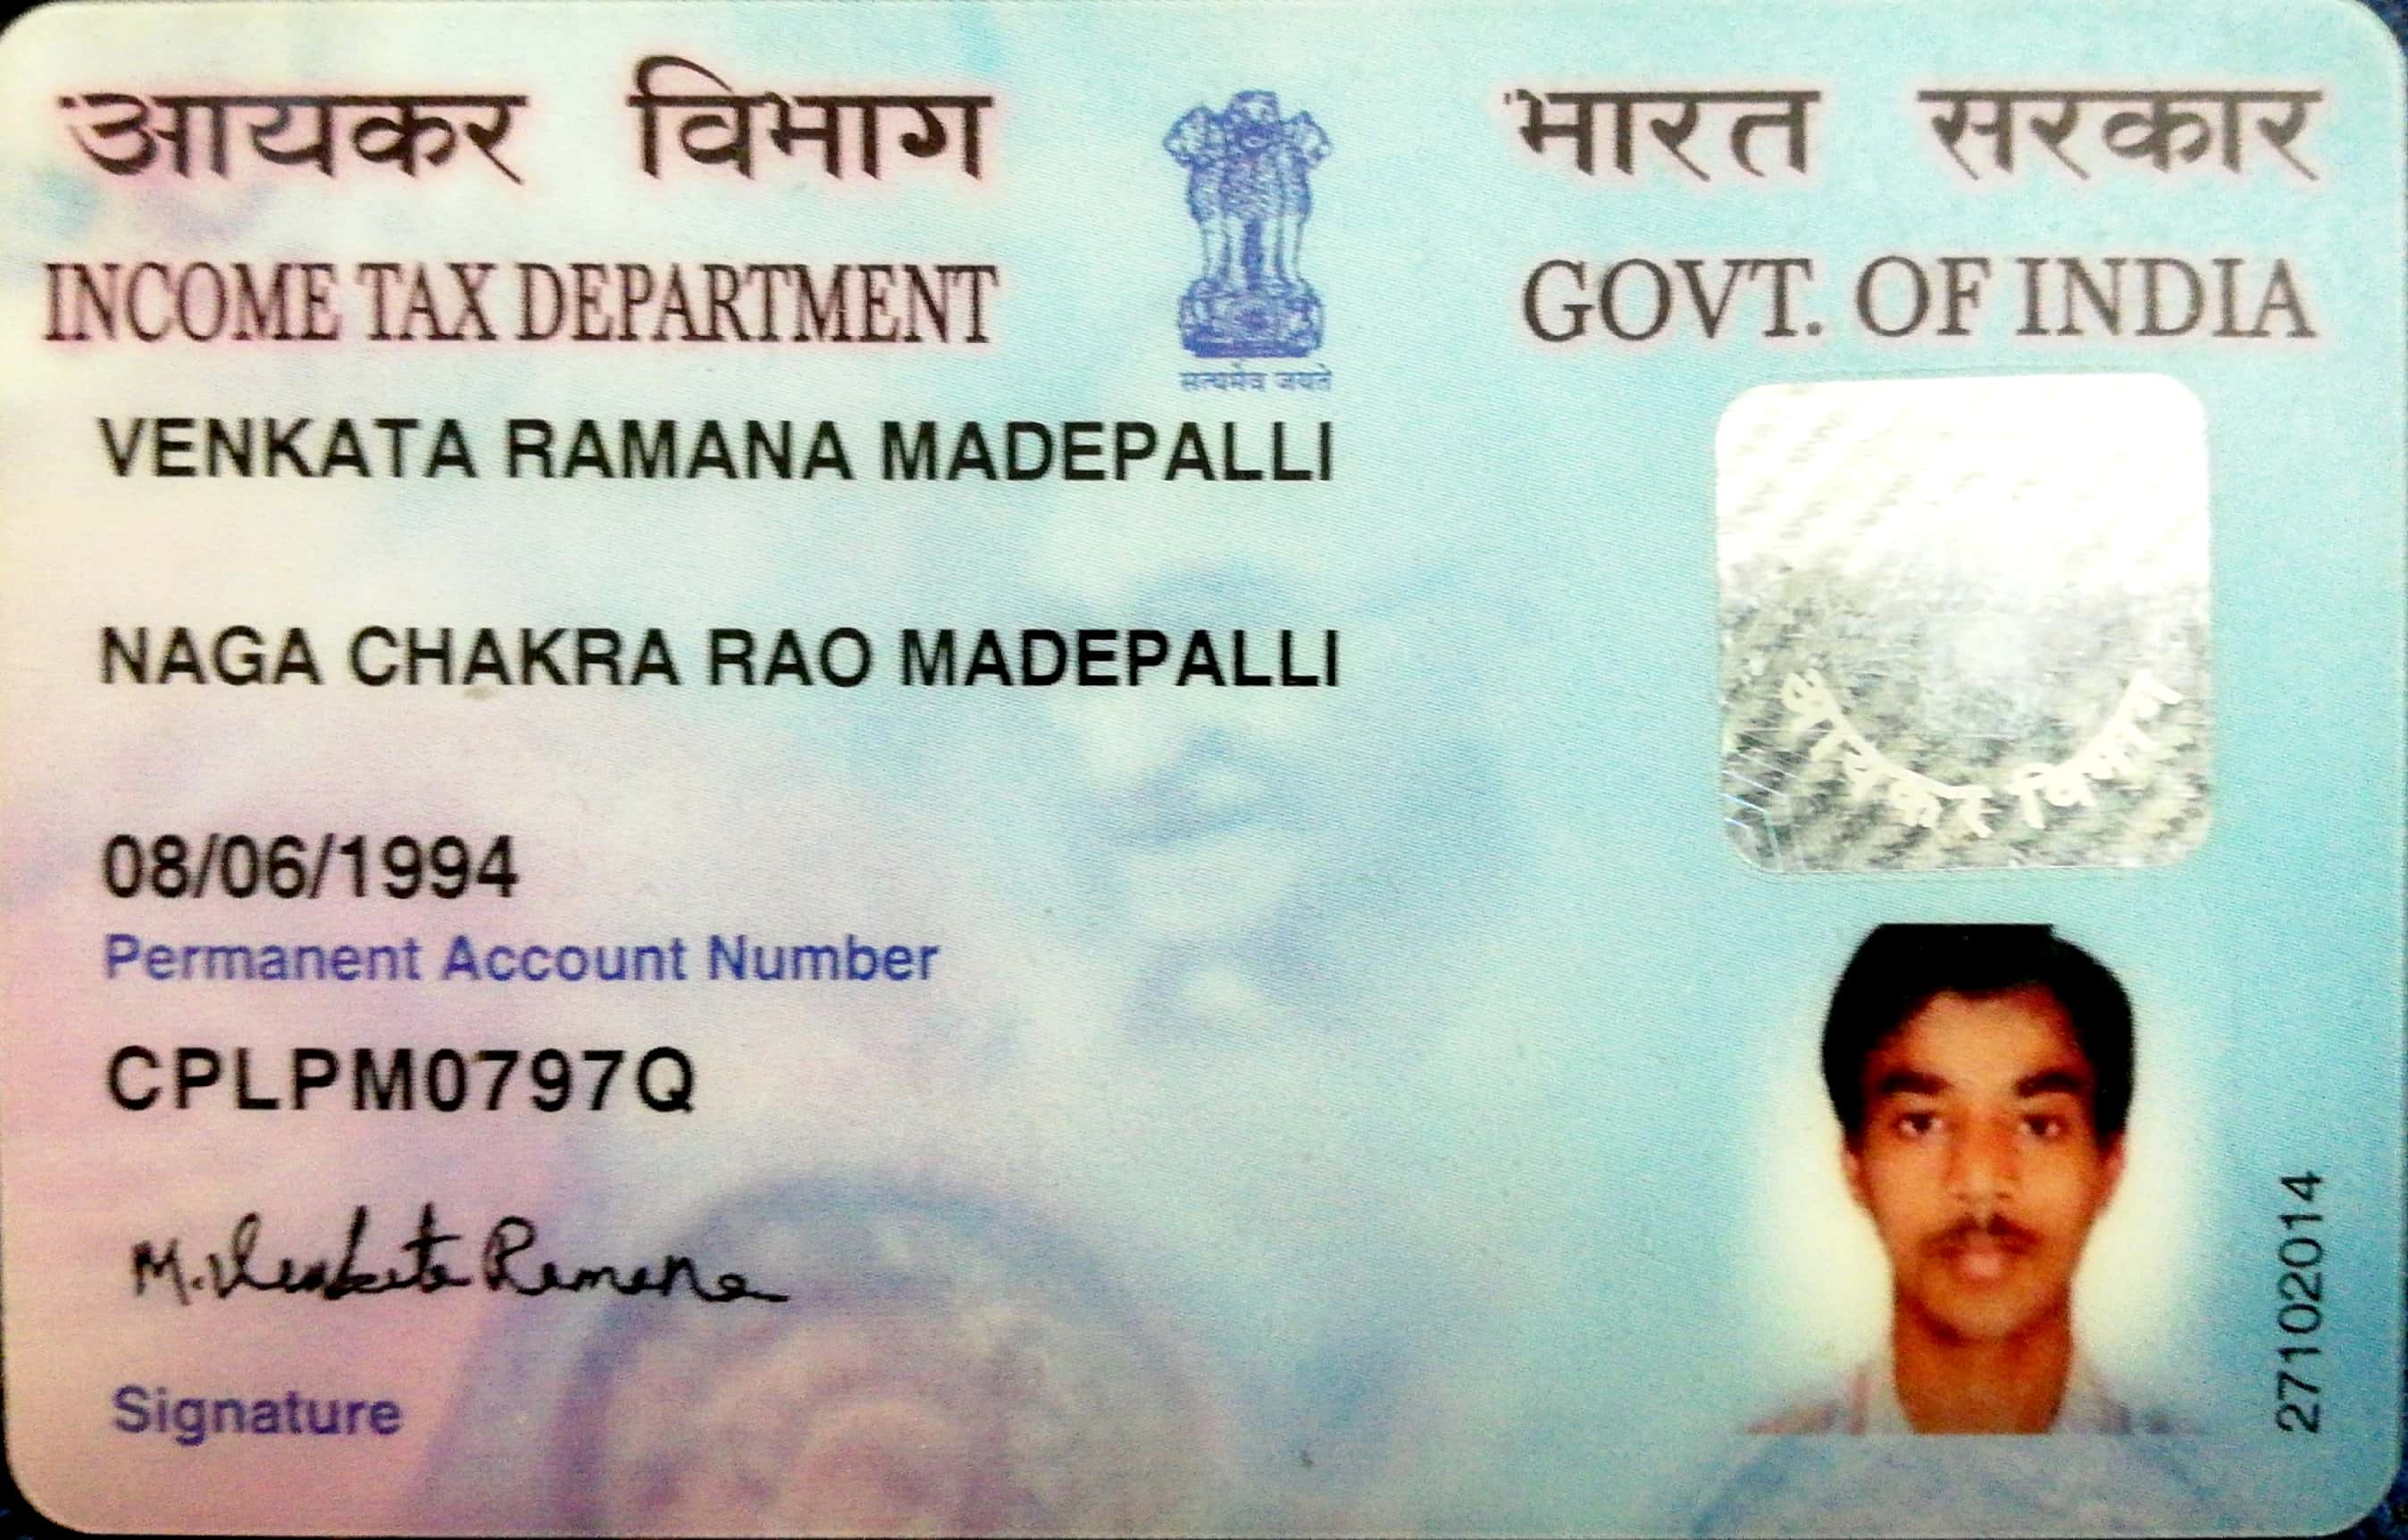 आयकर विभाग
भारत सरकार
INCOME TAX DEPARTMENT
GOVT. OF INDIA
सत्यमेव जयते
VENKATA RAMANA MADEPALLI
NAGA CHAKRA RAO MADEPALLI
08/06/1994
Permanent Account Number
CPLPM0797Q
M. Venkata Ramana
Signature
आयकर विभाग
27102014